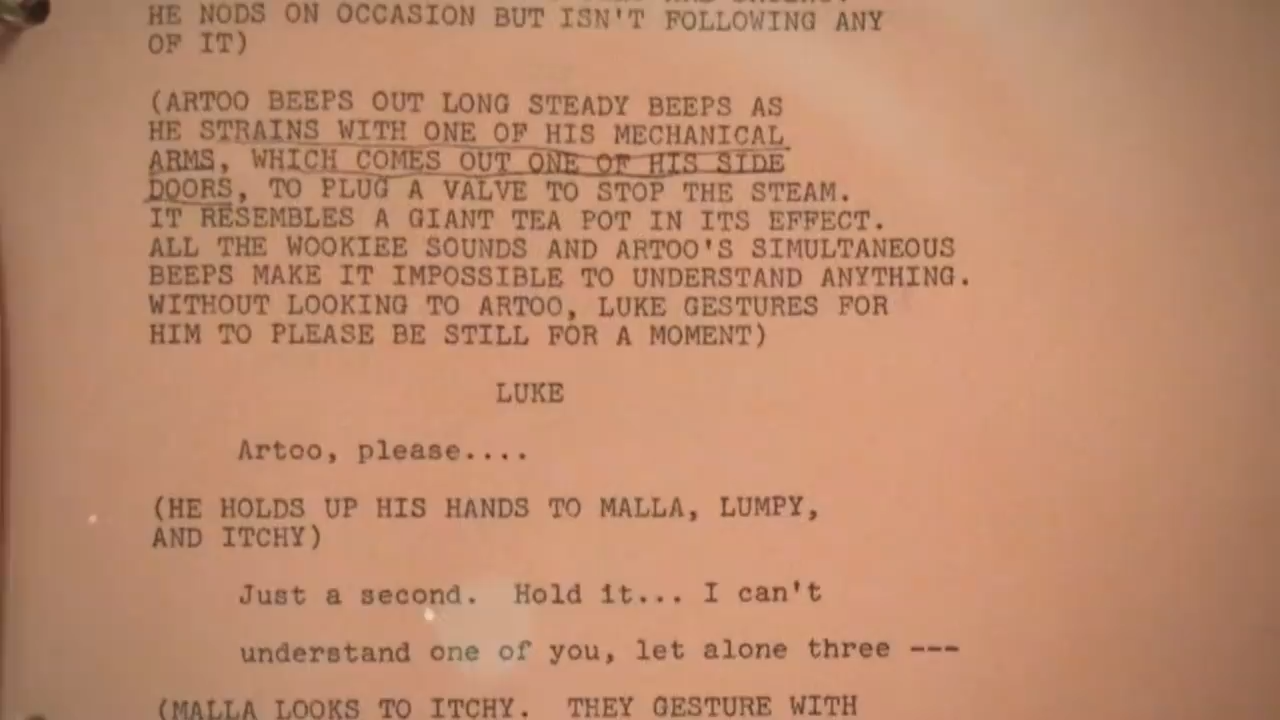 HE NODS ON OCCASION BUT ISN'T FOLLOWING ANY
OF IT)
(ARTOO BEEPS OUT LONG STEADY BEEPS AS
HE STRAINS WITH ONE OF HIS MECHANICAL
ARMS, WHICH COMES OUT ONE OF HIS SIDE
DOORS, TO PLUG A VALVE TO STOP THE STEAM.
IT RESEMBLES A GIANT TEA POT IN ITS EFFECT.
ALL THE WOOKIEE SOUNDS AND ARTOO'S SIMULTANEOUS
BEEPS MAKE IT IMPOSSIBLE TO UNDERSTAND ANYTHING.
WITHOUT LOOKING TO ARTOO, LUKE GESTURES FOR
HIM TO PLEASE BE STILL FOR A MOMENT)
LUKE
Artoo, please....
(HE HOLDS UP HIS HANDS TO MALLA, LUMPY,
AND ITCHY)
Just a second.  Hold it... I can't
understand one of you, let alone three ---
(MALLA LOOKS TO ITCHY.  THEY GESTURE WITH